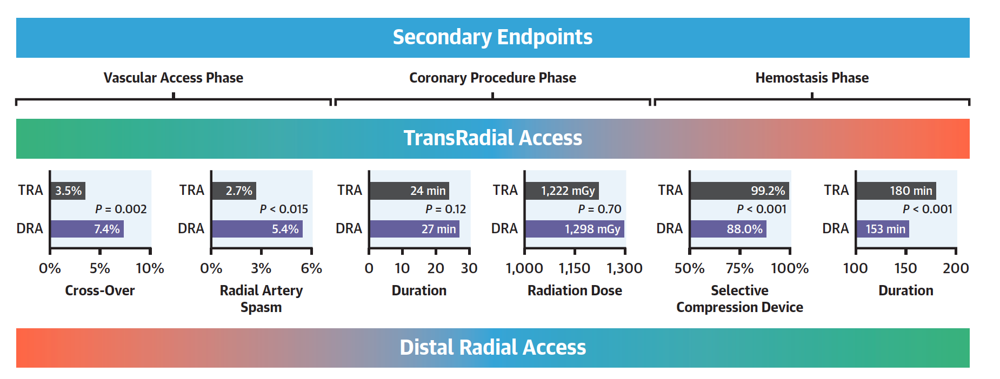 Secondary Endpoints
Vascular Access Phase
Coronary Procedure Phase
Hemostasis Phase
TransRadial Access
TRA
3.5%
P = 0.002
DRA
7.4%
0% 5% 10%
Cross-Over
TRA
2.7%
P < 0.015
DRA
5.4%
0% 3% 6%
Radial Artery
Spasm
TRA
24 min
P = 0.12
DRA
27 min
0 10 20 30
Duration
TRA
1,222 mGy
P = 0.70
DRA
1,298 mGy
1,000 1,150 1,300
Radiation Dose
TRA
99.2%
P < 0.001
DRA
88.0%
50% 75% 100%
Selective
Compression Device
TRA
180 min
P < 0.001
DRA
153 min
100 150 200
Duration
Distal Radial Access